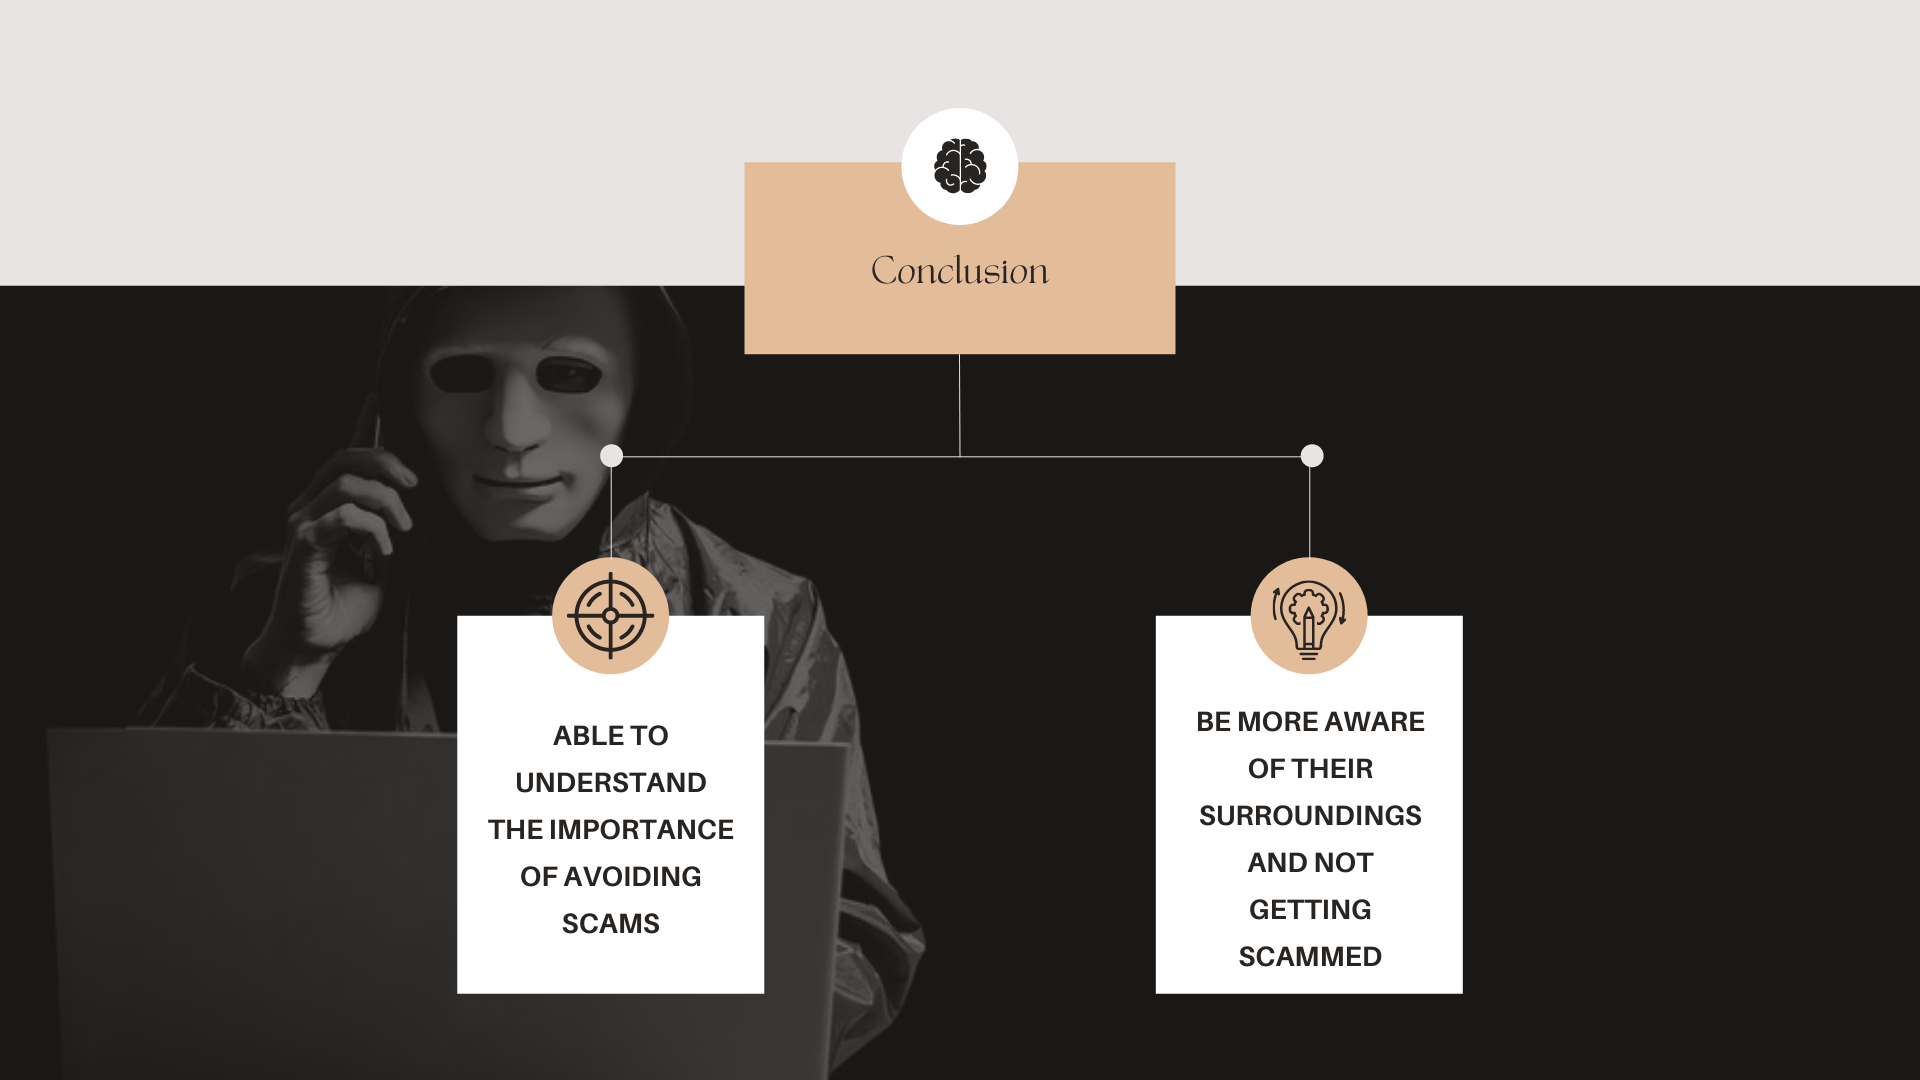 Conclusion
ABLE TO
UNDERSTAND
THE IMPORTANCE
OF AVOIDING
SCAMS
BE MORE AWARE
OF THEIR
SURROUNDINGS
AND NOT
GETTING
SCAMMED